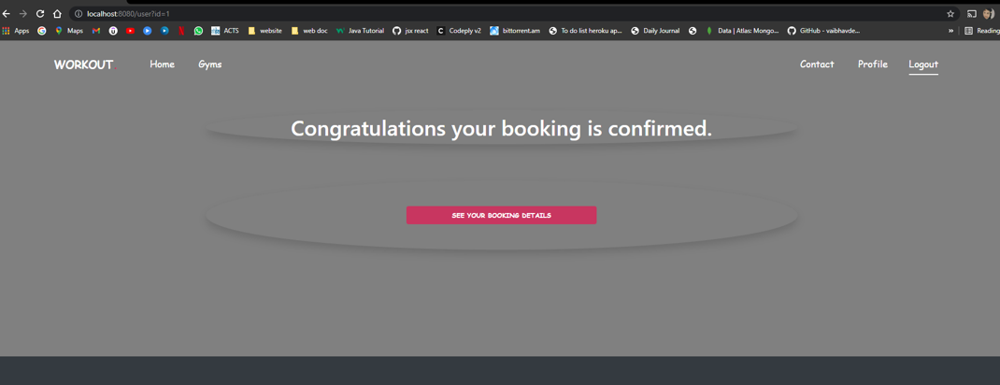 localhost:8080/user?id=1
Apps Maps ACTS website web doc Java Tutorial jsx react Codeply v2 bittorrent.am To do list heroku ap... Daily Journal Data | Atlas: Mongo... GitHub - vaibhavde... » Reading
WORKOUT Home Gyms Contact Profile Logout
Congratulations your booking is confirmed.
SEE YOUR BOOKING DETAILS